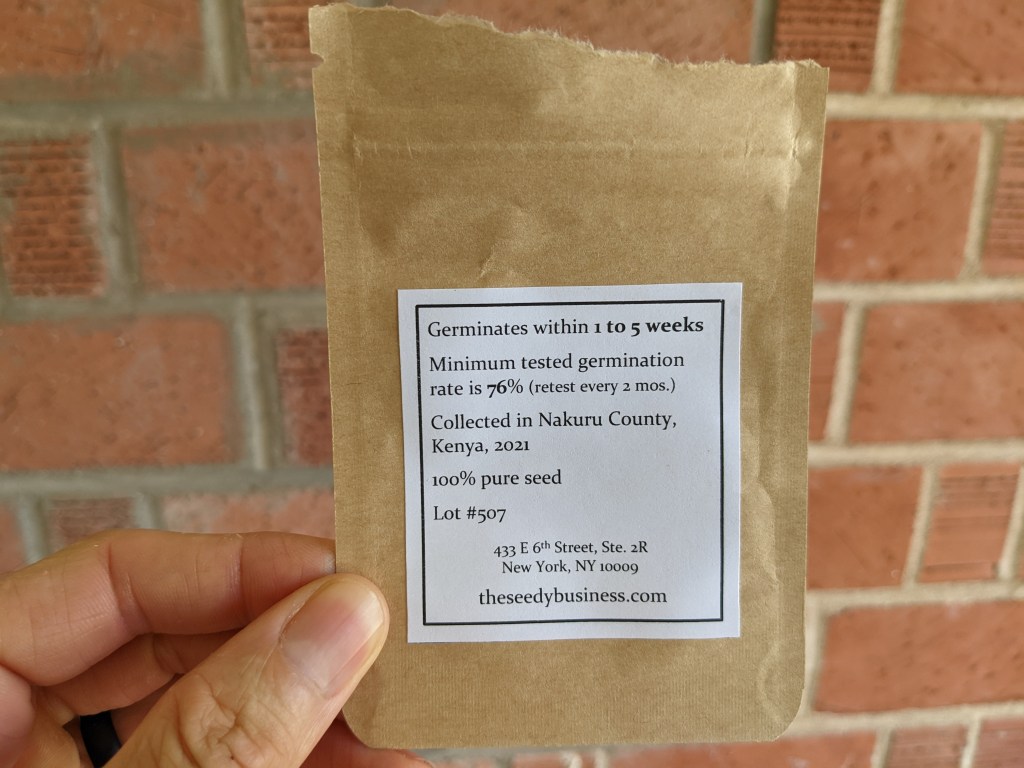 Germinates within 1 to 5 weeks
Minimum tested germination
rate is 76% (retest every 2 mos.)
Collected in Nakuru County,
Kenya, 2021
100% pure seed
Lot #507
433 E 6th Street, Ste. 2R
New York, NY 10009
theseedybusiness.com